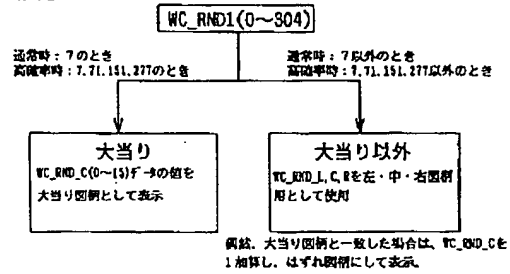 WC_RND1(0～304)
通常時：7のとき
高確率時：7.71.151.277のとき
通常時：7以外のとき
高確率時：7.71.151.277以外のとき
大当り
WC_RND_C(0～15)データの値を
大当り図柄として表示
大当り以外
WC_RND_L,C,Rを左・中・右図柄
用として使用
偶然、大当り図柄と一致した場合は、WC_RND_Cを
1加算し、はずれ図柄にして表示。